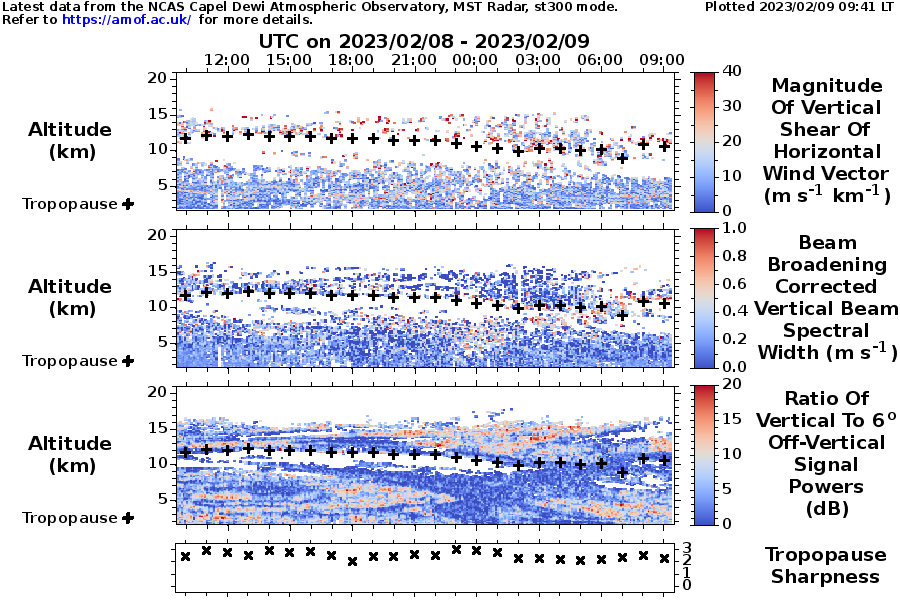 Latest data from the NCAS Capel Dewi Atmospheric Observatory, MST Radar, st300 mode.
Plotted 2023/02/09 09:41 LT
Refer to https://amof.ac.uk/ for more details.
UTC on 2023/02/08 - 2023/02/09
12:00 15:00 18:00 21:00 00:00 03:00 06:00 09:00
20
15
10
5
Altitude
(km)
Tropopause
40
30
20
10
0
Magnitude
Of Vertical
Shear Of
Horizontal
Wind Vector
(m s-1 km-1)
20
15
10
5
Altitude
(km)
Tropopause
1.0
0.8
0.6
0.4
0.2
0.0
Beam
Broadening
Corrected
Vertical Beam
Spectral
Width (m s-1)
20
15
10
5
Altitude
(km)
Tropopause
20
15
10
5
0
Ratio Of
Vertical To 6o
Off-Vertical
Signal
Powers
(dB)
3
2
1
0
Tropopause
Sharpness